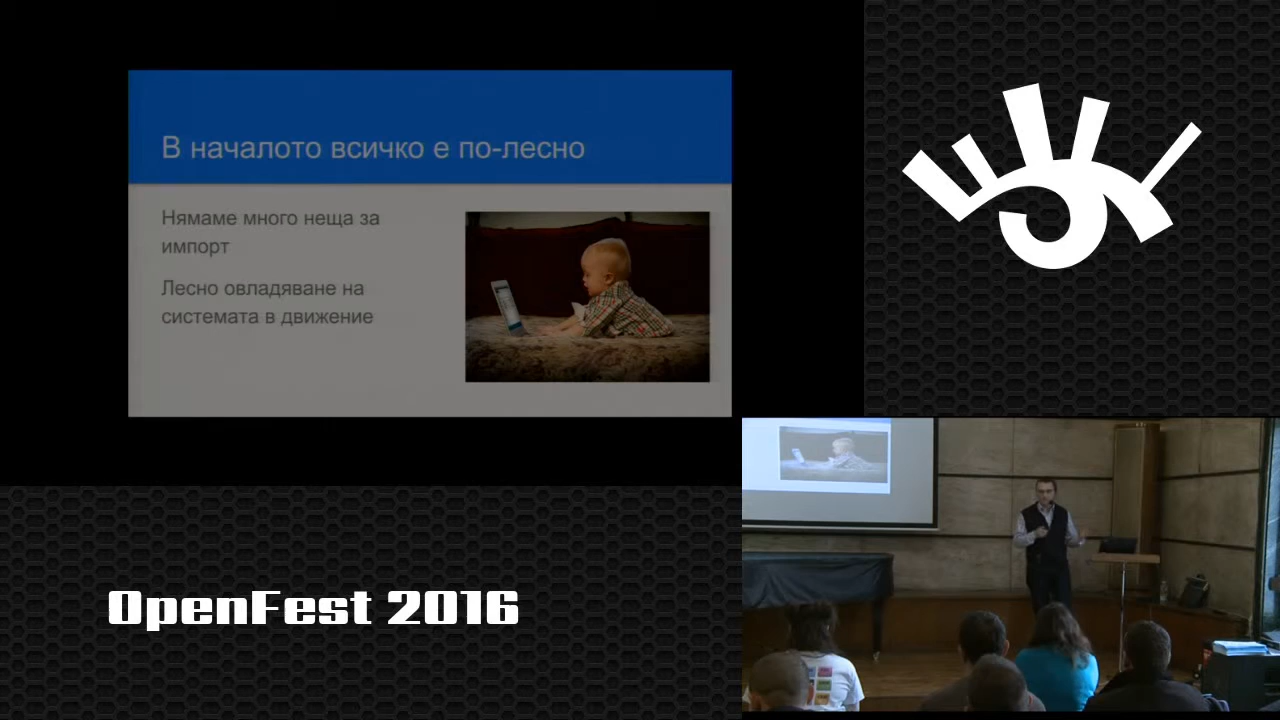 В началото всичко е по-лесно
Нямаме много неща за
импорт
Лесно овладяване на
системата в движение
OpenFest 2016